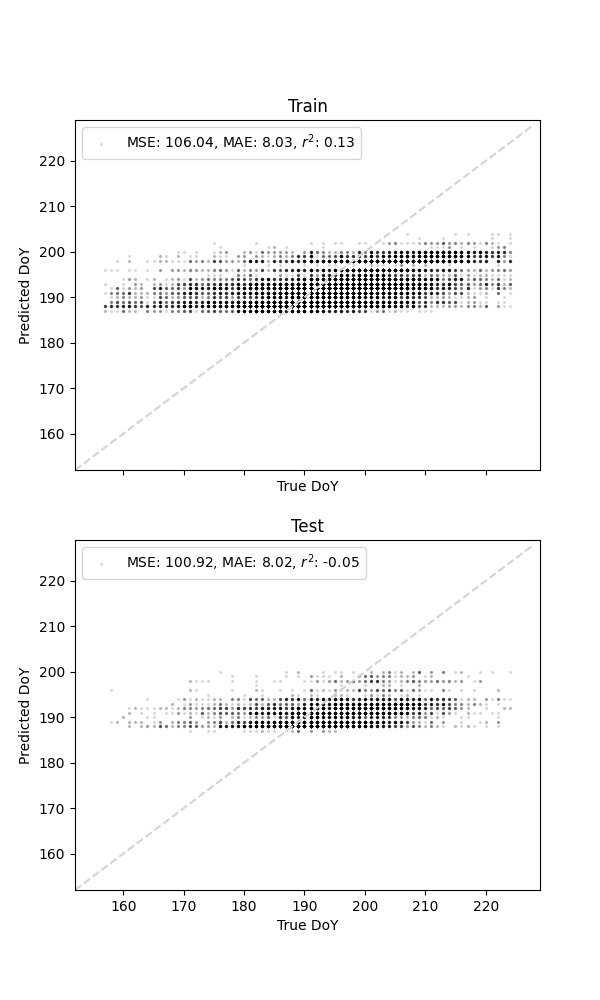 Train
MSE: 106.04, MAE: 8.03, r²: 0.13
220
210
200
190
180
170
160
Predicted DoY
True DoY
Test
MSE: 100.92, MAE: 8.02, r²: -0.05
220
210
200
190
180
170
160
Predicted DoY
160 170 180 190 200 210 220
True DoY